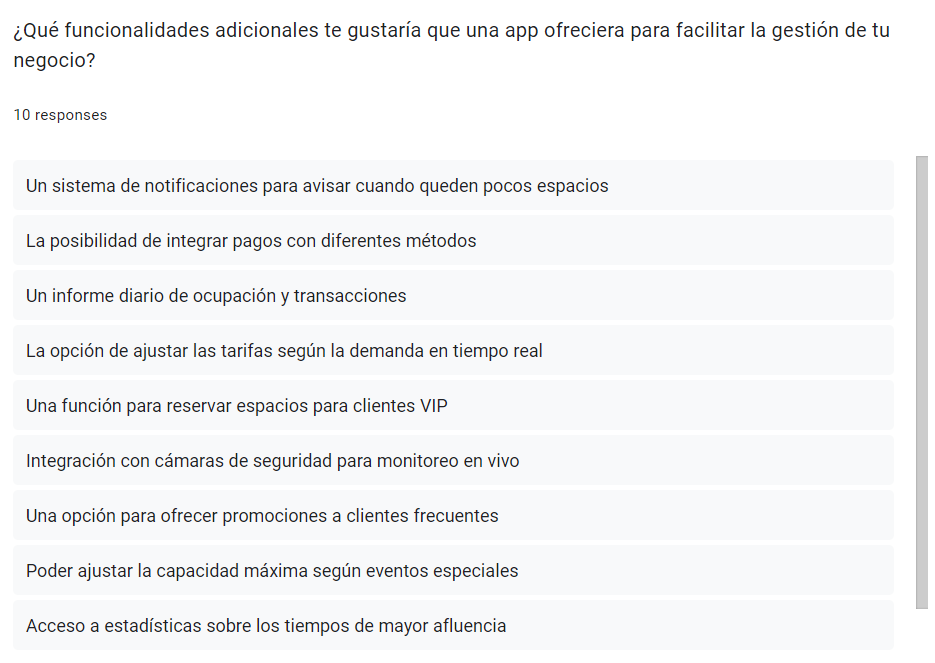 ¿Qué funcionalidades adicionales te gustaría que una app ofreciera para facilitar la gestión de tu
negocio?
10 responses
Un sistema de notificaciones para avisar cuando queden pocos espacios
La posibilidad de integrar pagos con diferentes métodos
Un informe diario de ocupación y transacciones
La opción de ajustar las tarifas según la demanda en tiempo real
Una función para reservar espacios para clientes VIP
Integración con cámaras de seguridad para monitoreo en vivo
Una opción para ofrecer promociones a clientes frecuentes
Poder ajustar la capacidad máxima según eventos especiales
Acceso a estadísticas sobre los tiempos de mayor afluencia